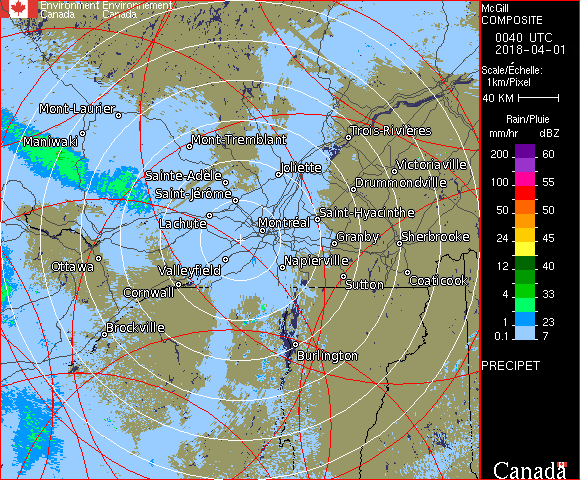 Environment Environnement
Canada Canada
Mont-Laurier
Maniwaki
Mont-Tremblant
Trois-Rivières
Sainte-Adèle
Joliette
Victoriaville
Saint-Jérôme
Drummondville
Lachute
Montréal
Saint-Hyacinthe
Granby
Sherbrooke
Ottawa
Valleyfield
Napierville
Cornwall
Sutton
Coaticook
Brockville
Burlington
McGill
COMPOSITE
0040 UTC
2018-04-01
Scale/Échelle:
1km/Pixel
40 KM
Rain/Pluie
mm/hr dBZ
200 60
100 55
50 50
24 45
12 40
4 33
1 23
0.1 7
PRECIPET
Canada